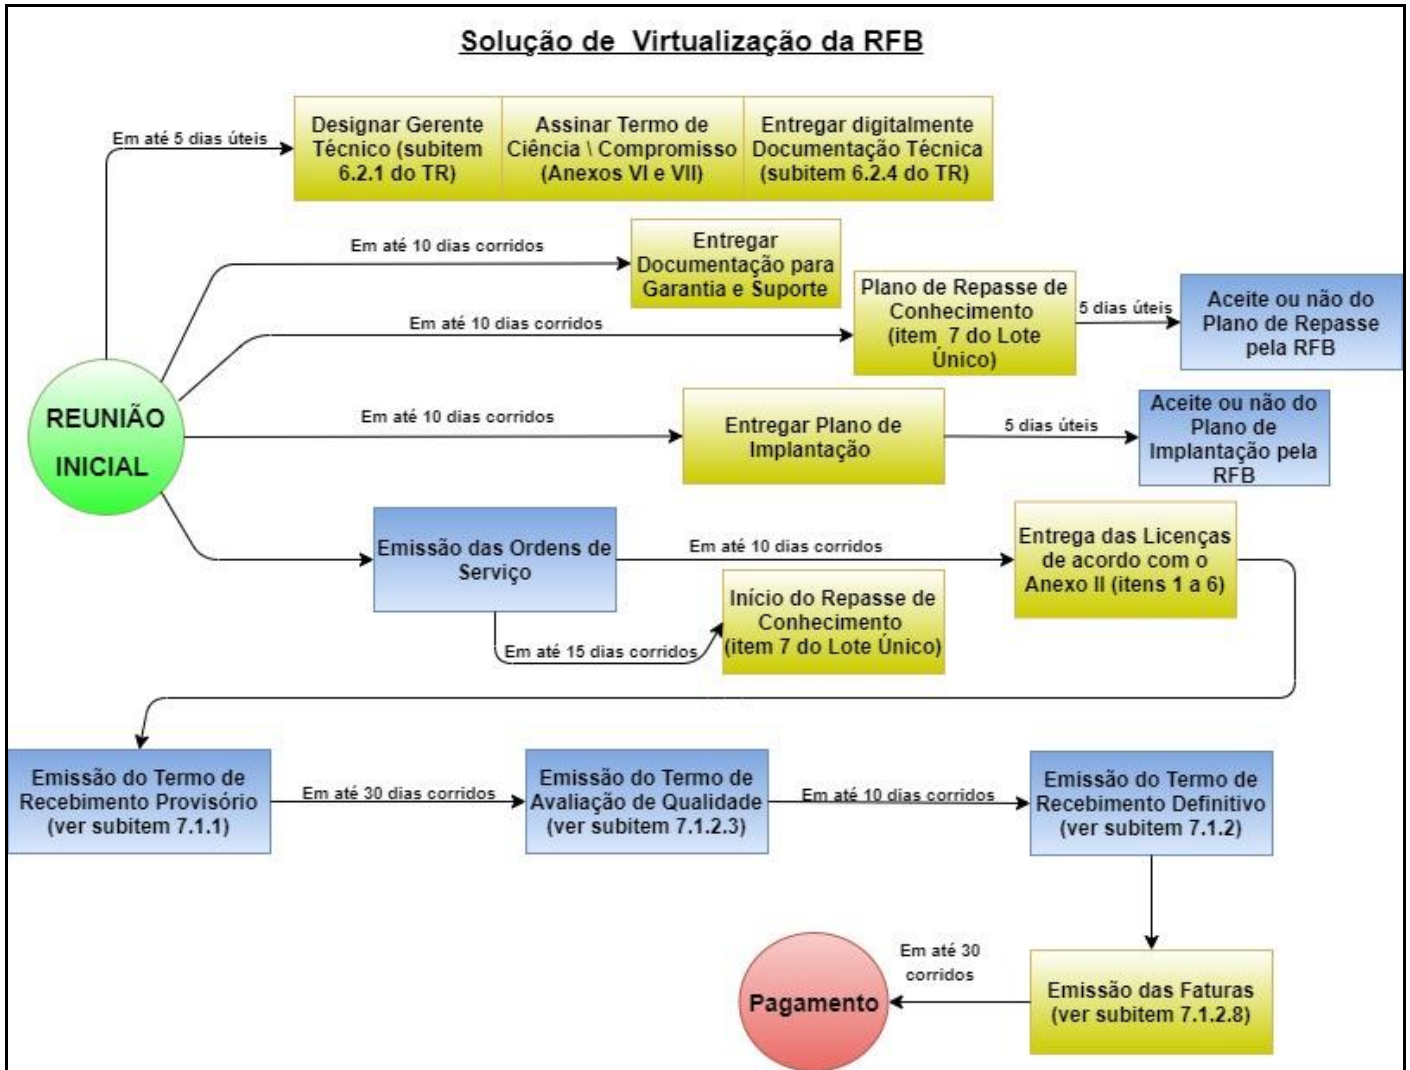 Solução de Virtualização da RFB
Em até 5 dias úteis
Designar Gerente
Técnico (subitem
6.2.1 do TR)
Assinar Termo de
Ciência \ Compromisso
(Anexos VI e VII)
Entregar digitalmente
Documentação Técnica
(subitem 6.2.4 do TR)
Em até 10 dias corridos
Entregar
Documentação para
Garantia e Suporte
Em até 10 dias corridos
Plano de Repasse de
Conhecimento
(item 7 do Lote
Único)
5 dias úteis
Aceite ou não do
Plano de Repasse
pela RFB
REUNIÃO
INICIAL
Em até 10 dias corridos
Entregar Plano de
Implantação
5 dias úteis
Aceite ou não do
Plano de
Implantação pela
RFB
Emissão das Ordens de
Serviço
Em até 10 dias corridos
Entrega das Licenças
de acordo com o
Anexo II (itens 1 a 6)
Em até 15 dias corridos
Início do Repasse de
Conhecimento
(item 7 do Lote Único)
Emissão do Termo de
Recebimento Provisório
(ver subitem 7.1.1)
Em até 30 dias corridos
Emissão do Termo de
Avaliação de Qualidade
(ver subitem 7.1.2.3)
Em até 10 dias corridos
Emissão do Termo de
Recebimento Definitivo
(ver subitem 7.1.2)
Emissão das Faturas
(ver subitem 7.1.2.8)
Em até 30
corridos
Pagamento